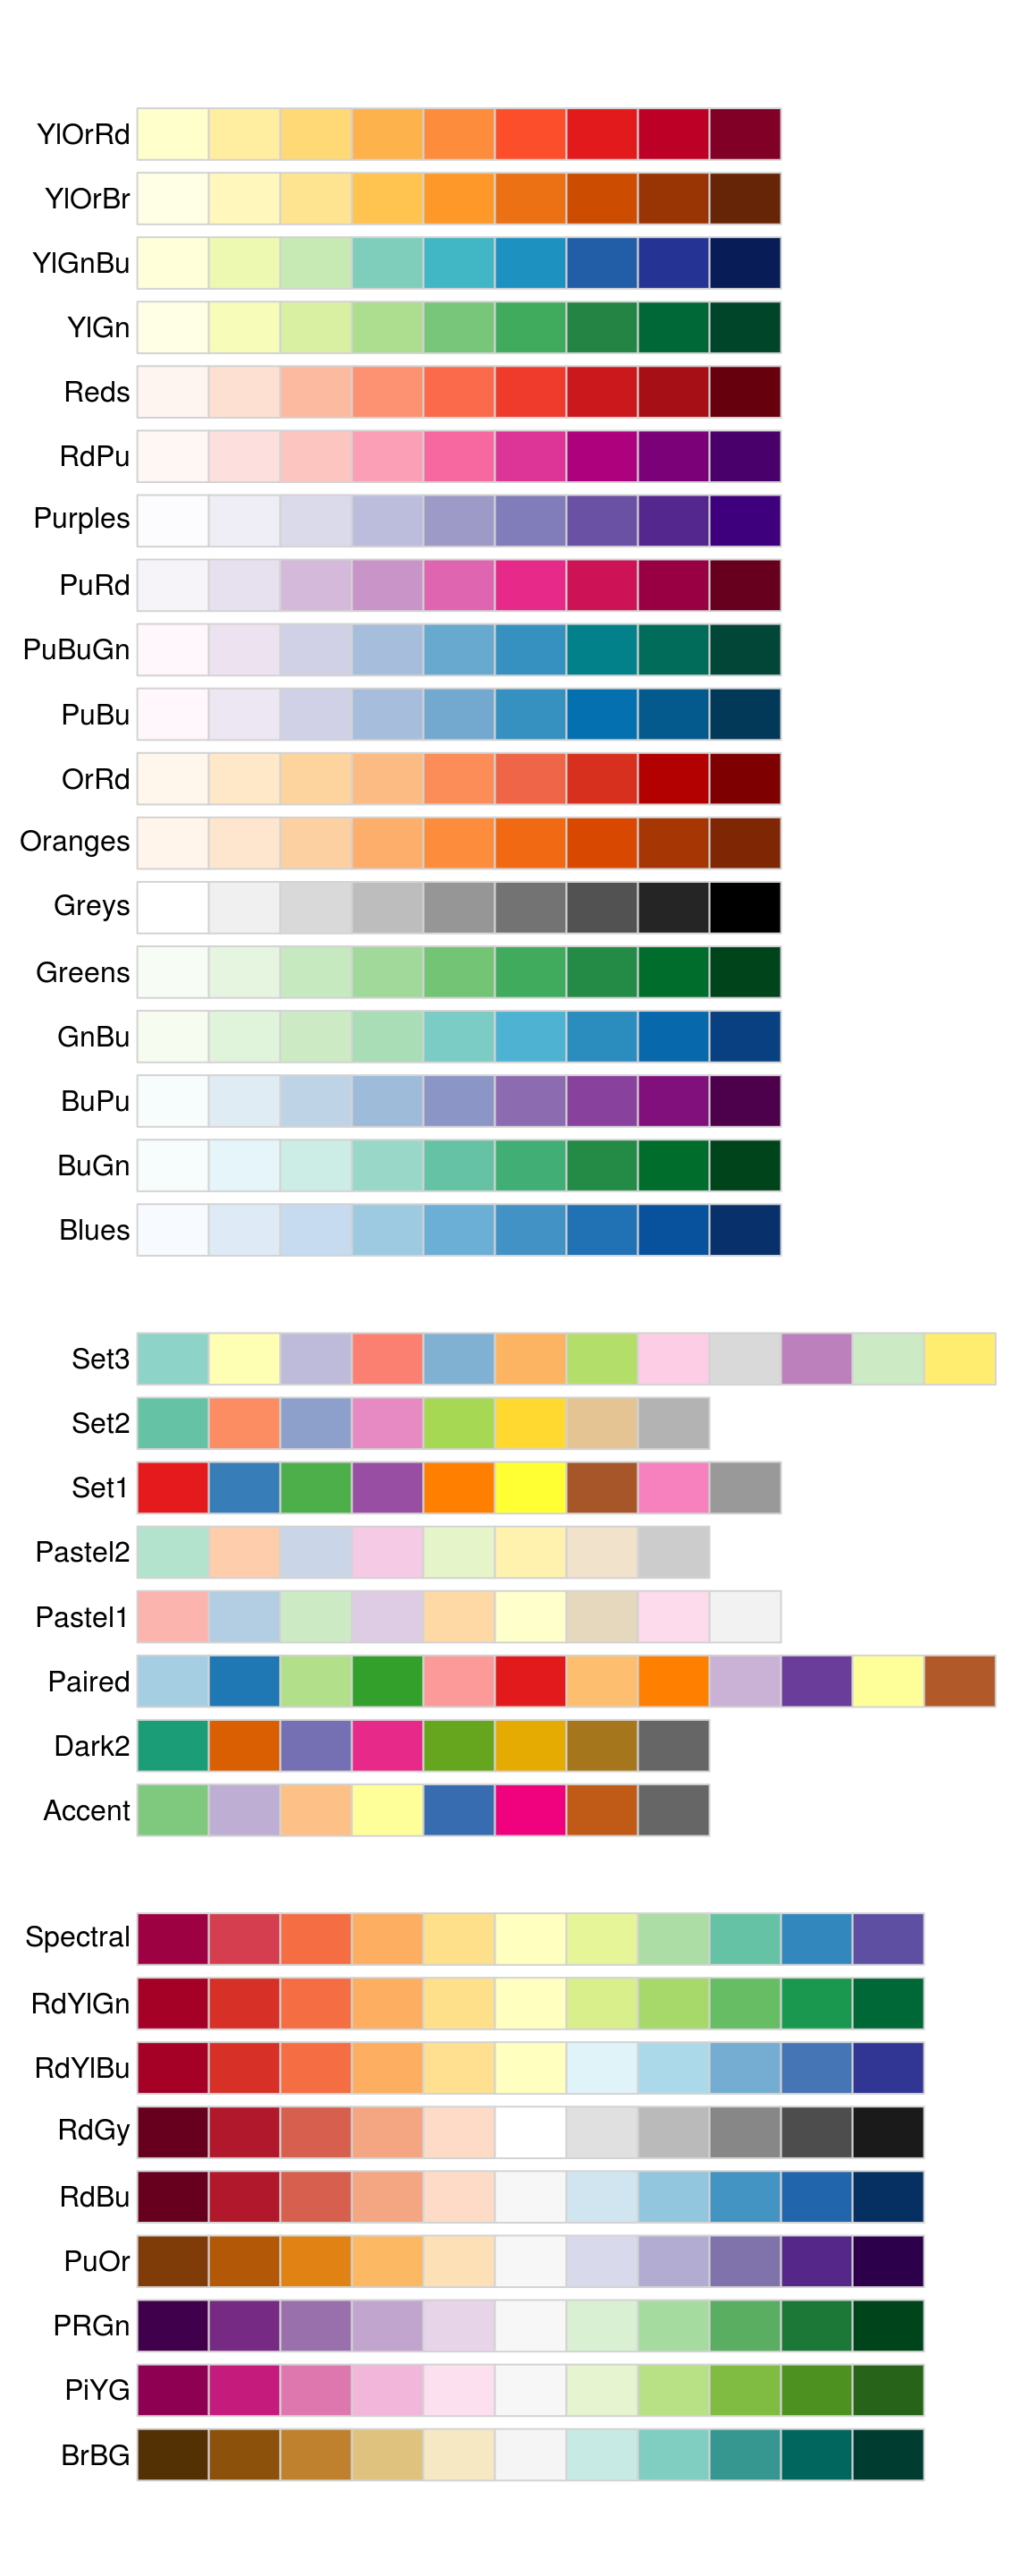 YlOrRd
YlOrBr
YlGnBu
YlGn
Reds
RdPu
Purples
PuRd
PuBuGn
PuBu
OrRd
Oranges
Greys
Greens
GnBu
BuPu
BuGn
Blues
Set3
Set2
Set1
Pastel2
Pastel1
Paired
Dark2
Accent
Spectral
RdYlGn
RdYlBu
RdGy
RdBu
PuOr
PRGn
PiYG
BrBG